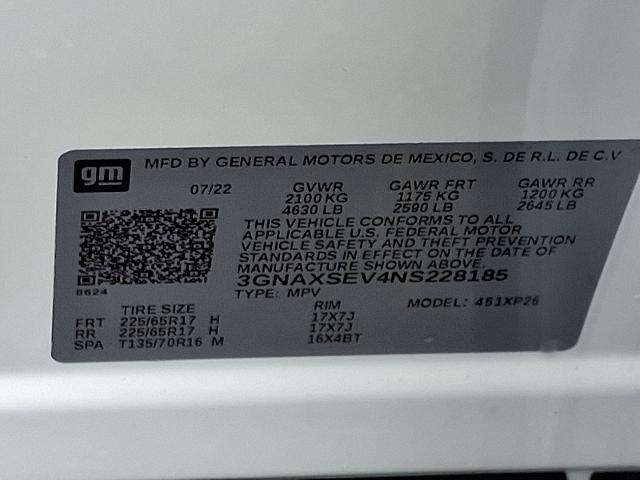 gm
MFD BY GENERAL MOTORS DE MEXICO, S. DE R.L. DE C.V
07/22 GVWR GAWR FRT GAWR RR
2100 KG 1175 KG 1200 KG
4630 LB 2590 LB 2645 LB
THIS VEHICLE CONFORMS TO ALL
APPLICABLE U.S. FEDERAL MOTOR
VEHICLE SAFETY AND THEFT PREVENTION
STANDARDS IN EFFECT ON THE DATE OF
MANUFACTURE SHOWN ABOVE.
3GNAXSEV4NS228185
8624
TYPE: MPV
MODEL: 451XP26
TIRE SIZE RIM
FRT 225/65R17 H 17X7J
RR 225/65R17 H 17X7J
SPA T135/70R16 M 16X4BT